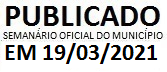 PUBLICADO
SEMANÁRIO OFICIAL DO MUNICÍPIO
EM 19/03/2021